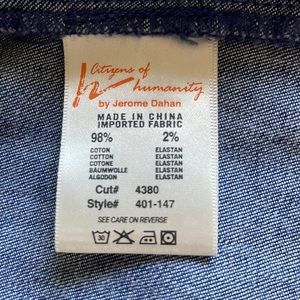 Citizens of
humanity
by Jerome Dahan
MADE IN CHINA
IMPORTED FABRIC
98% 2%
COTON ELASTAN
COTTON ELASTAN
COTONE ELASTAN
BAUMWOLLE ELASTAN
ALGODON ELASTAN
Cut# 4380
Style# 401-147
SEE CARE ON REVERSE
30